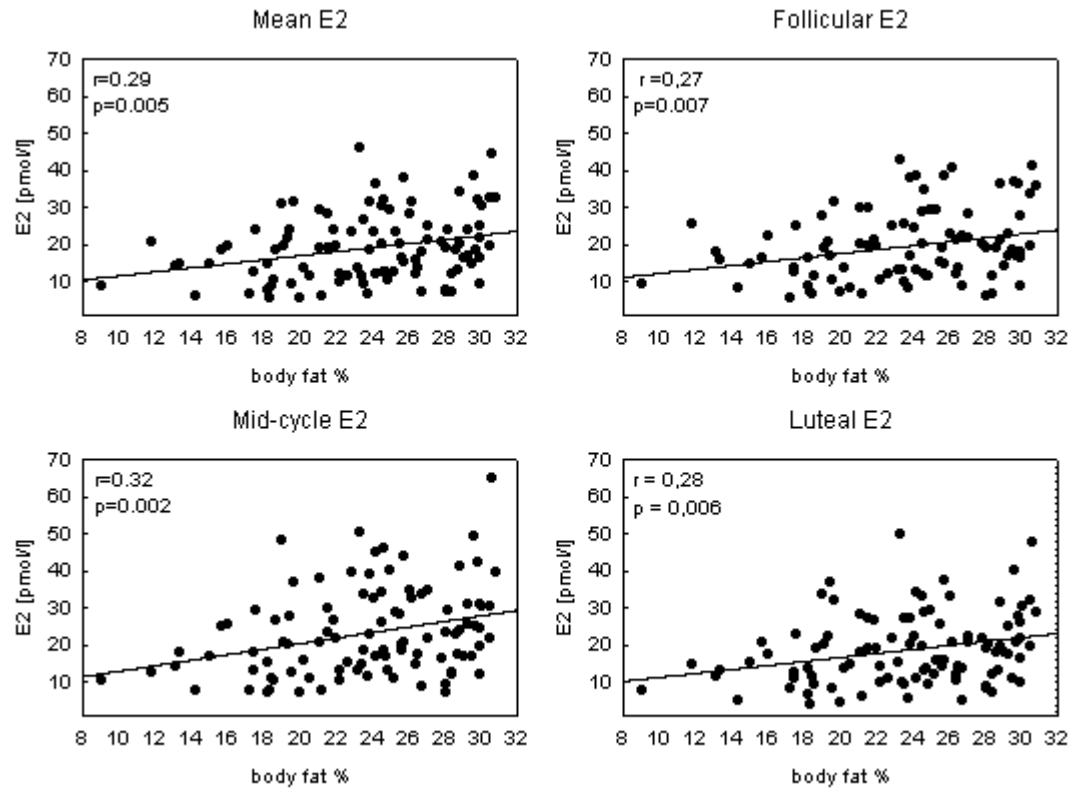 Mean E2
r=0.29
p=0.005
E2 [pmol/l]
70
60
50
40
30
20
10
8 10 12 14 16 18 20 22 24 26 28 30 32
body fat %
Follicular E2
r =0,27
p=0.007
E2 [pmol/l]
70
60
50
40
30
20
10
8 10 12 14 16 18 20 22 24 26 28 30 32
body fat %
Mid-cycle E2
r=0.32
p=0.002
E2 [pmol/l]
70
60
50
40
30
20
10
8 10 12 14 16 18 20 22 24 26 28 30 32
body fat %
Luteal E2
r = 0,28
p = 0,006
E2 [pmol/l]
70
60
50
40
30
20
10
8 10 12 14 16 18 20 22 24 26 28 30 32
body fat %